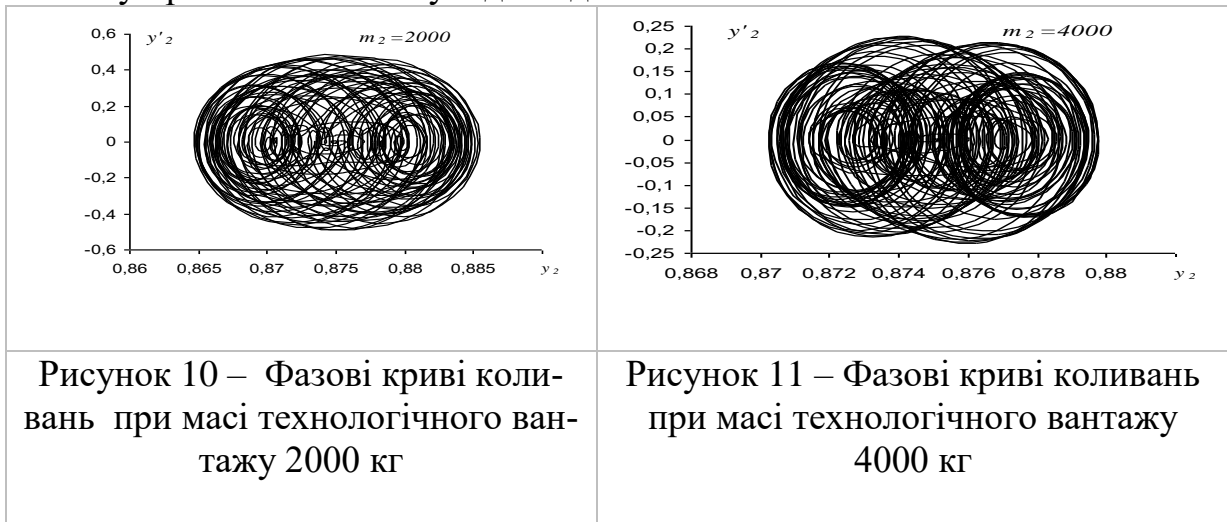 y' 2
m 2 =2000
0,6
0,4
0,2
0
-0,2
-0,4
-0,6
0,86 0,865 0,87 0,875 0,88 0,885
y 2
y' 2
m 2 =4000
0,25
0,2
0,15
0,1
0,05
0
-0,05
-0,1
-0,15
-0,2
-0,25
0,868 0,87 0,872 0,874 0,876 0,878 0,88
y 2
Рисунок 10 – Фазові криві коли-
вань при масі технологічного ван-
тажу 2000 кг
Рисунок 11 – Фазові криві коливань
при масі технологічного вантажу
4000 кг